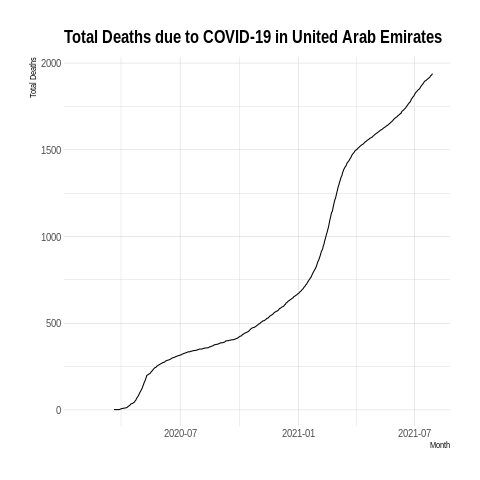 Total Deaths due to COVID-19 in United Arab Emirates
Total Deaths
2000
1500
1000
500
0
2020-07
2021-01
2021-07
Month